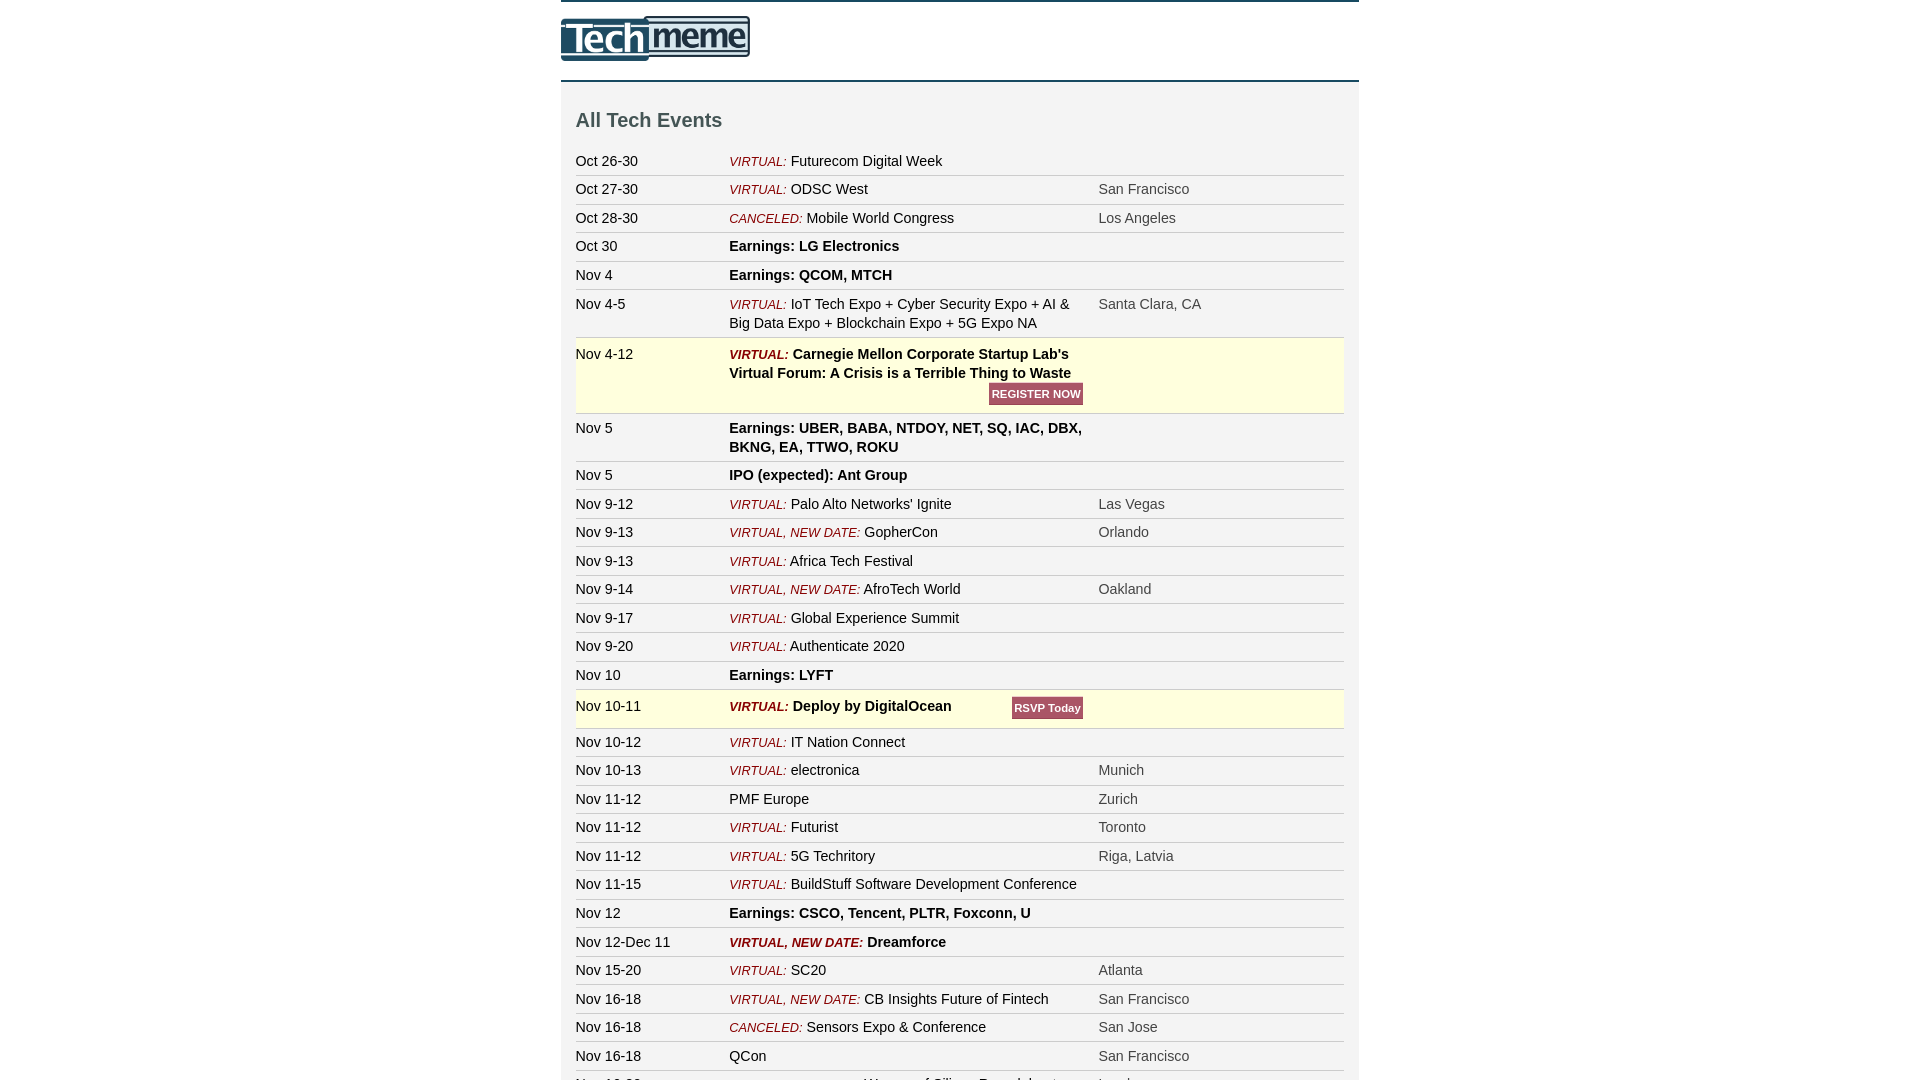 Techmeme
All Tech Events
Oct 26-30 VIRTUAL: Futurecom Digital Week
Oct 27-30 VIRTUAL: ODSC West San Francisco
Oct 28-30 CANCELED: Mobile World Congress Los Angeles
Oct 30 Earnings: LG Electronics
Nov 4 Earnings: QCOM, MTCH
Nov 4-5 VIRTUAL: IoT Tech Expo + Cyber Security Expo + AI & Santa Clara, CA
Big Data Expo + Blockchain Expo + 5G Expo NA
Nov 4-12 VIRTUAL: Carnegie Mellon Corporate Startup Lab's
Virtual Forum: A Crisis is a Terrible Thing to Waste
REGISTER NOW
Nov 5 Earnings: UBER, BABA, NTDOY, NET, SQ, IAC, DBX,
BKNG, EA, TTWO, ROKU
Nov 5 IPO (expected): Ant Group
Nov 9-12 VIRTUAL: Palo Alto Networks' Ignite Las Vegas
Nov 9-13 VIRTUAL, NEW DATE: GopherCon Orlando
Nov 9-13 VIRTUAL: Africa Tech Festival
Nov 9-14 VIRTUAL, NEW DATE: AfroTech World Oakland
Nov 9-17 VIRTUAL: Global Experience Summit
Nov 9-20 VIRTUAL: Authenticate 2020
Nov 10 Earnings: LYFT
Nov 10-11 VIRTUAL: Deploy by DigitalOcean RSVP Today
Nov 10-12 VIRTUAL: IT Nation Connect
Nov 10-13 VIRTUAL: electronica Munich
Nov 11-12 PMF Europe Zurich
Nov 11-12 VIRTUAL: Futurist Toronto
Nov 11-12 VIRTUAL: 5G Techritory Riga, Latvia
Nov 11-15 VIRTUAL: BuildStuff Software Development Conference
Nov 12 Earnings: CSCO, Tencent, PLTR, Foxconn, U
Nov 12-Dec 11 VIRTUAL, NEW DATE: Dreamforce
Nov 15-20 VIRTUAL: SC20 Atlanta
Nov 16-18 VIRTUAL, NEW DATE: CB Insights Future of Fintech San Francisco
Nov 16-18 CANCELED: Sensors Expo & Conference San Jose
Nov 16-18 QCon San Francisco